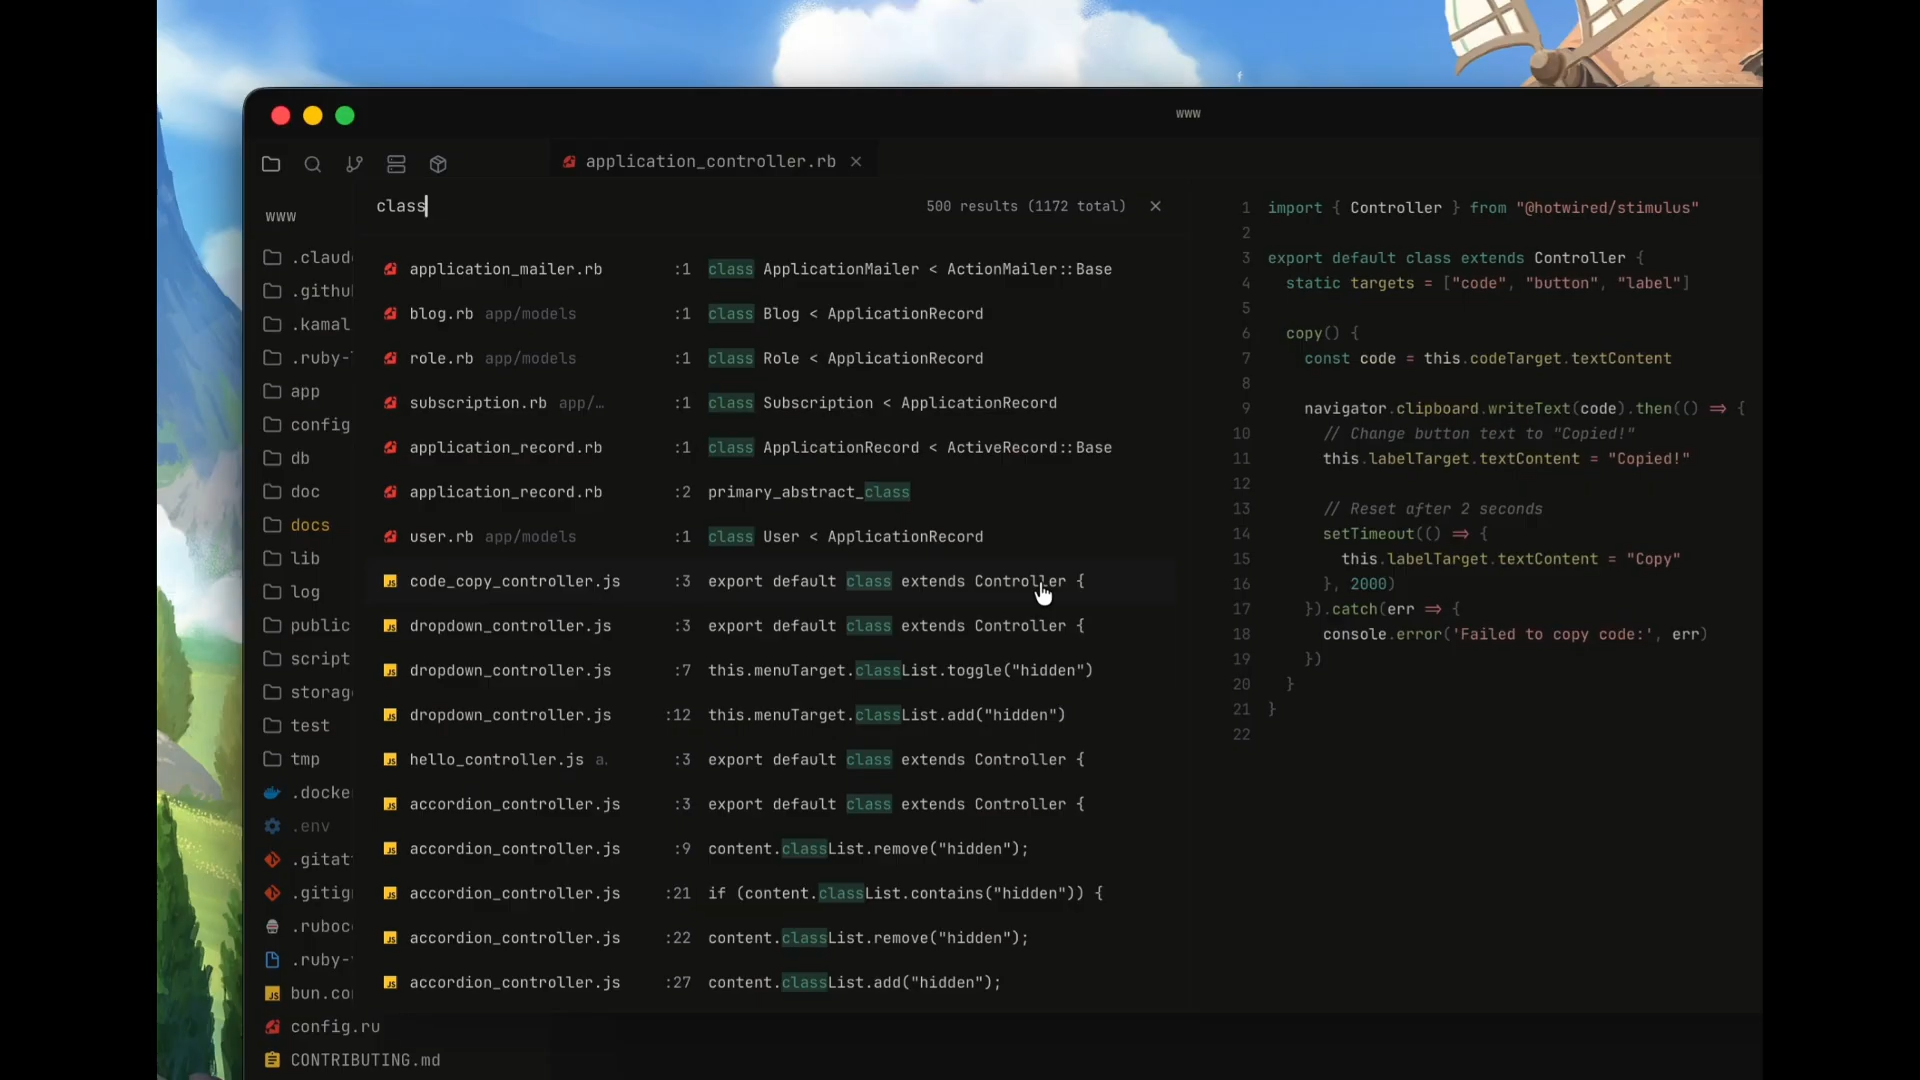 www
application_controller.rb
class
500 results (1172 total)
www
.claude
.githu
.kamal
.ruby-
app
config
db
doc
docs
lib
log
public
script
storag
test
tmp
.docke
.env
.gitat
.gitig
.ruboc
.ruby-
bun.co
config.ru
CONTRIBUTING.md
application_mailer.rb :1 class ApplicationMailer < ActionMailer::Base
blog.rb app/models :1 class Blog < ApplicationRecord
role.rb app/models :1 class Role < ApplicationRecord
subscription.rb app/… :1 class Subscription < ApplicationRecord
application_record.rb :1 class ApplicationRecord < ActiveRecord::Base
application_record.rb :2 primary_abstract_class
user.rb app/models :1 class User < ApplicationRecord
code_copy_controller.js :3 export default class extends Controller {
dropdown_controller.js :3 export default class extends Controller {
dropdown_controller.js :7 this.menuTarget.classList.toggle("hidden")
dropdown_controller.js :12 this.menuTarget.classList.add("hidden")
hello_controller.js a. :3 export default class extends Controller {
accordion_controller.js :3 export default class extends Controller {
accordion_controller.js :9 content.classList.remove("hidden");
accordion_controller.js :21 if (content.classList.contains("hidden")) {
accordion_controller.js :22 content.classList.remove("hidden");
accordion_controller.js :27 content.classList.add("hidden");
1 import { Controller } from "@hotwired/stimulus"
2
3 export default class extends Controller {
4 static targets = ["code", "button", "label"]
5
6 copy() {
7 const code = this.codeTarget.textContent
8
9 navigator.clipboard.writeText(code).then(() => {
10 // Change button text to "Copied!"
11 this.labelTarget.textContent = "Copied!"
12
13 // Reset after 2 seconds
14 setTimeout(() => {
15 this.labelTarget.textContent = "Copy"
16 }, 2000)
17 }).catch(err => {
18 console.error('Failed to copy code:', err)
19 })
20 }
21 }
22